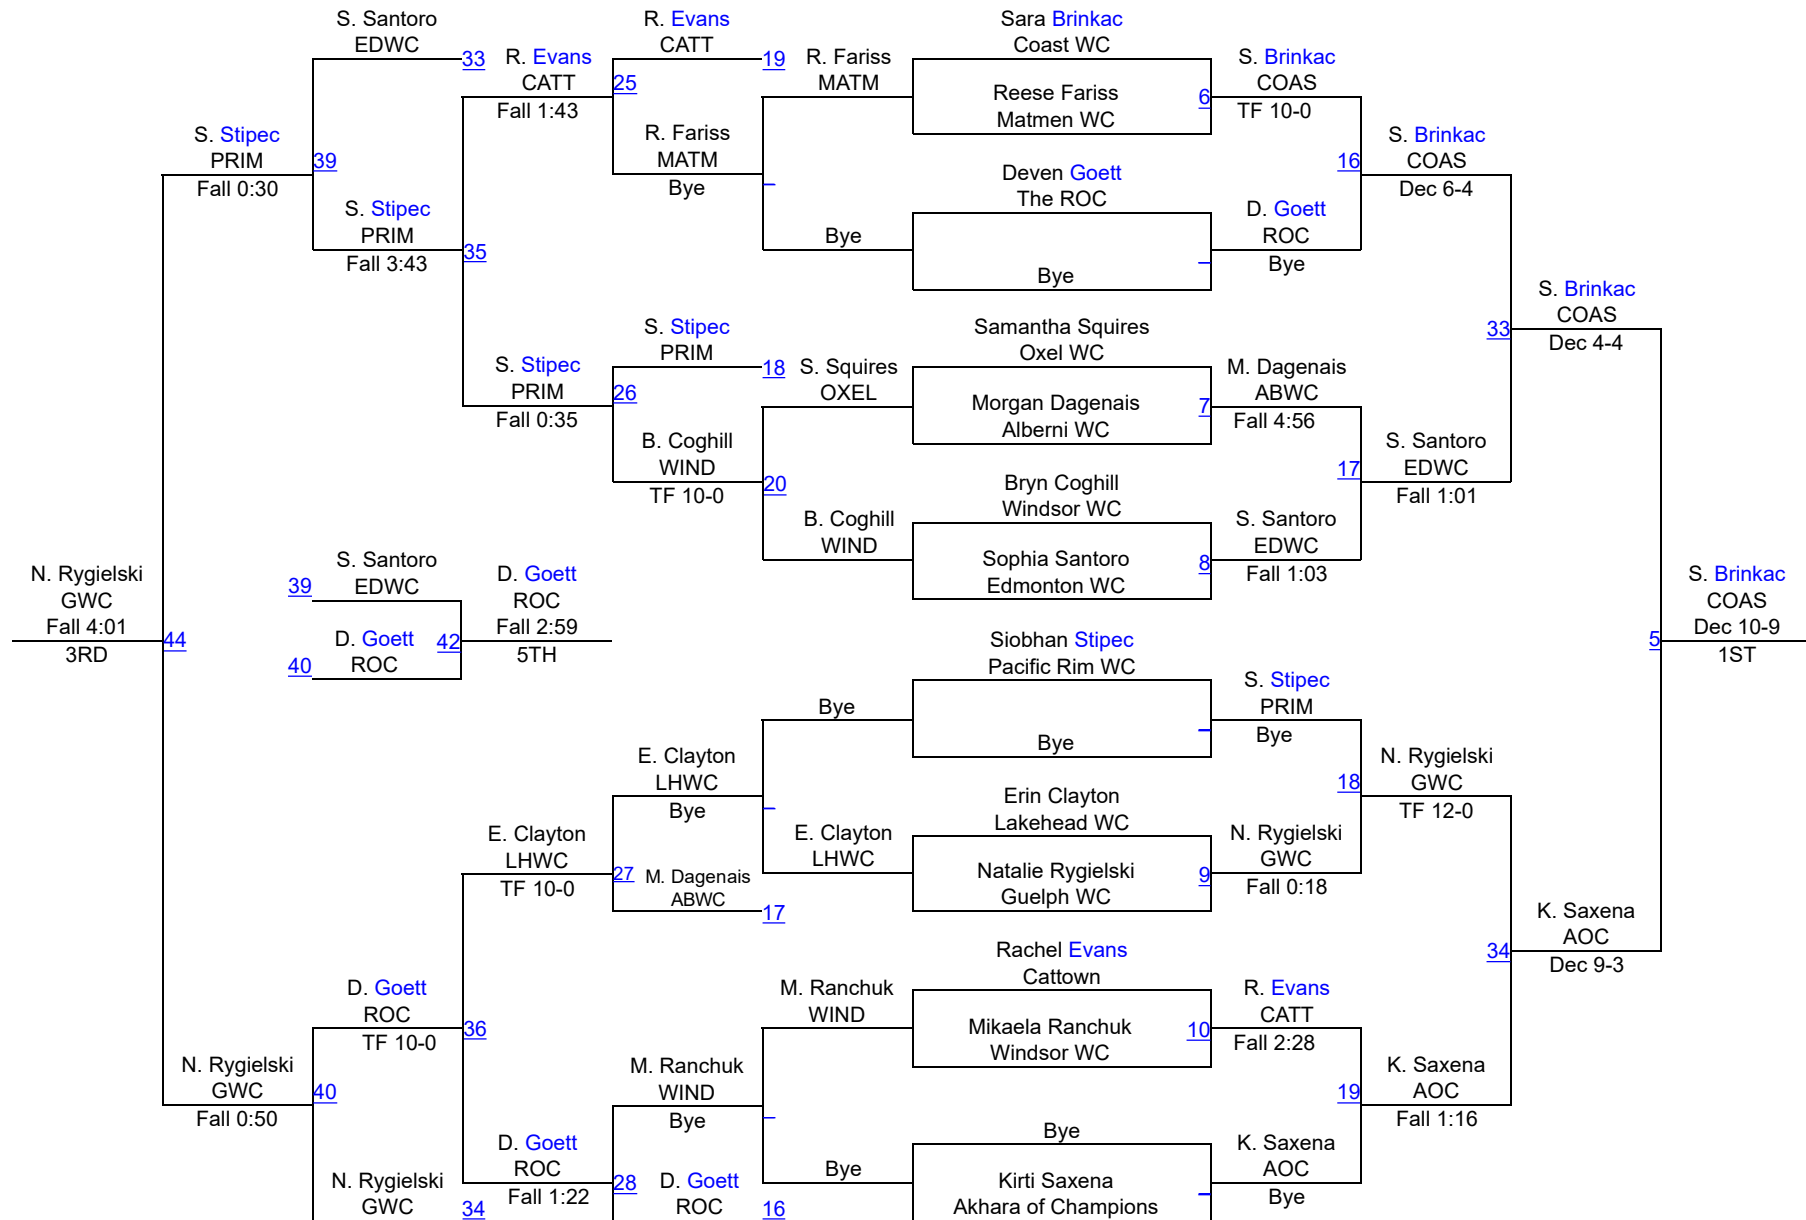 S. Santoro
EDWC
33
R. Evans
CATT
Fall 1:43
25
R. Evans
CATT
19
R. Fariss
MATM
Sara Brinkac
Coast WC
Reese Fariss
Matmen WC
6
S. Brinkac
COAS
TF 10-0
S. Stipec
PRIM
Fall 0:30
39
R. Fariss
MATM
Bye
S. Brinkac
COAS
Dec 6-4
16
S. Stipec
PRIM
Fall 3:43
35
Bye
Deven Goett
The ROC
Bye
D. Goett
ROC
Bye
S. Stipec
PRIM
18
S. Stipec
PRIM
Fall 0:35
26
S. Squires
OXEL
Samantha Squires
Oxel WC
Morgan Dagenais
Alberni WC
7
M. Dagenais
ABWC
Fall 4:56
33
S. Brinkac
COAS
Dec 4-4
B. Coghill
WIND
TF 10-0
20
B. Coghill
WIND
Bryn Coghill
Windsor WC
Sophia Santoro
Edmonton WC
8
S. Santoro
EDWC
Fall 1:03
17
S. Santoro
EDWC
Fall 1:01
N. Rygielski
GWC
Fall 4:01
3RD
44
39
S. Santoro
EDWC
40
D. Goett
ROC
42
D. Goett
ROC
Fall 2:59
5TH
5
S. Brinkac
COAS
Dec 10-9
1ST
Bye
Siobhan Stipec
Pacific Rim WC
Bye
S. Stipec
PRIM
Bye
E. Clayton
LHWC
Bye
18
N. Rygielski
GWC
TF 12-0
E. Clayton
LHWC
TF 10-0
27
M. Dagenais
ABWC
17
E. Clayton
LHWC
Erin Clayton
Lakehead WC
Natalie Rygielski
Guelph WC
9
N. Rygielski
GWC
Fall 0:18
34
K. Saxena
AOC
Dec 9-3
D. Goett
ROC
TF 10-0
36
M. Ranchuk
WIND
Rachel Evans
Cattown
Mikaela Ranchuk
Windsor WC
10
R. Evans
CATT
Fall 2:28
N. Rygielski
GWC
Fall 0:50
40
M. Ranchuk
WIND
Bye
19
K. Saxena
AOC
Fall 1:16
N. Rygielski
GWC
34
D. Goett
ROC
Fall 1:22
28
D. Goett
ROC
16
Bye
Bye
Kirti Saxena
Akhara of Champions
K. Saxena
AOC
Bye